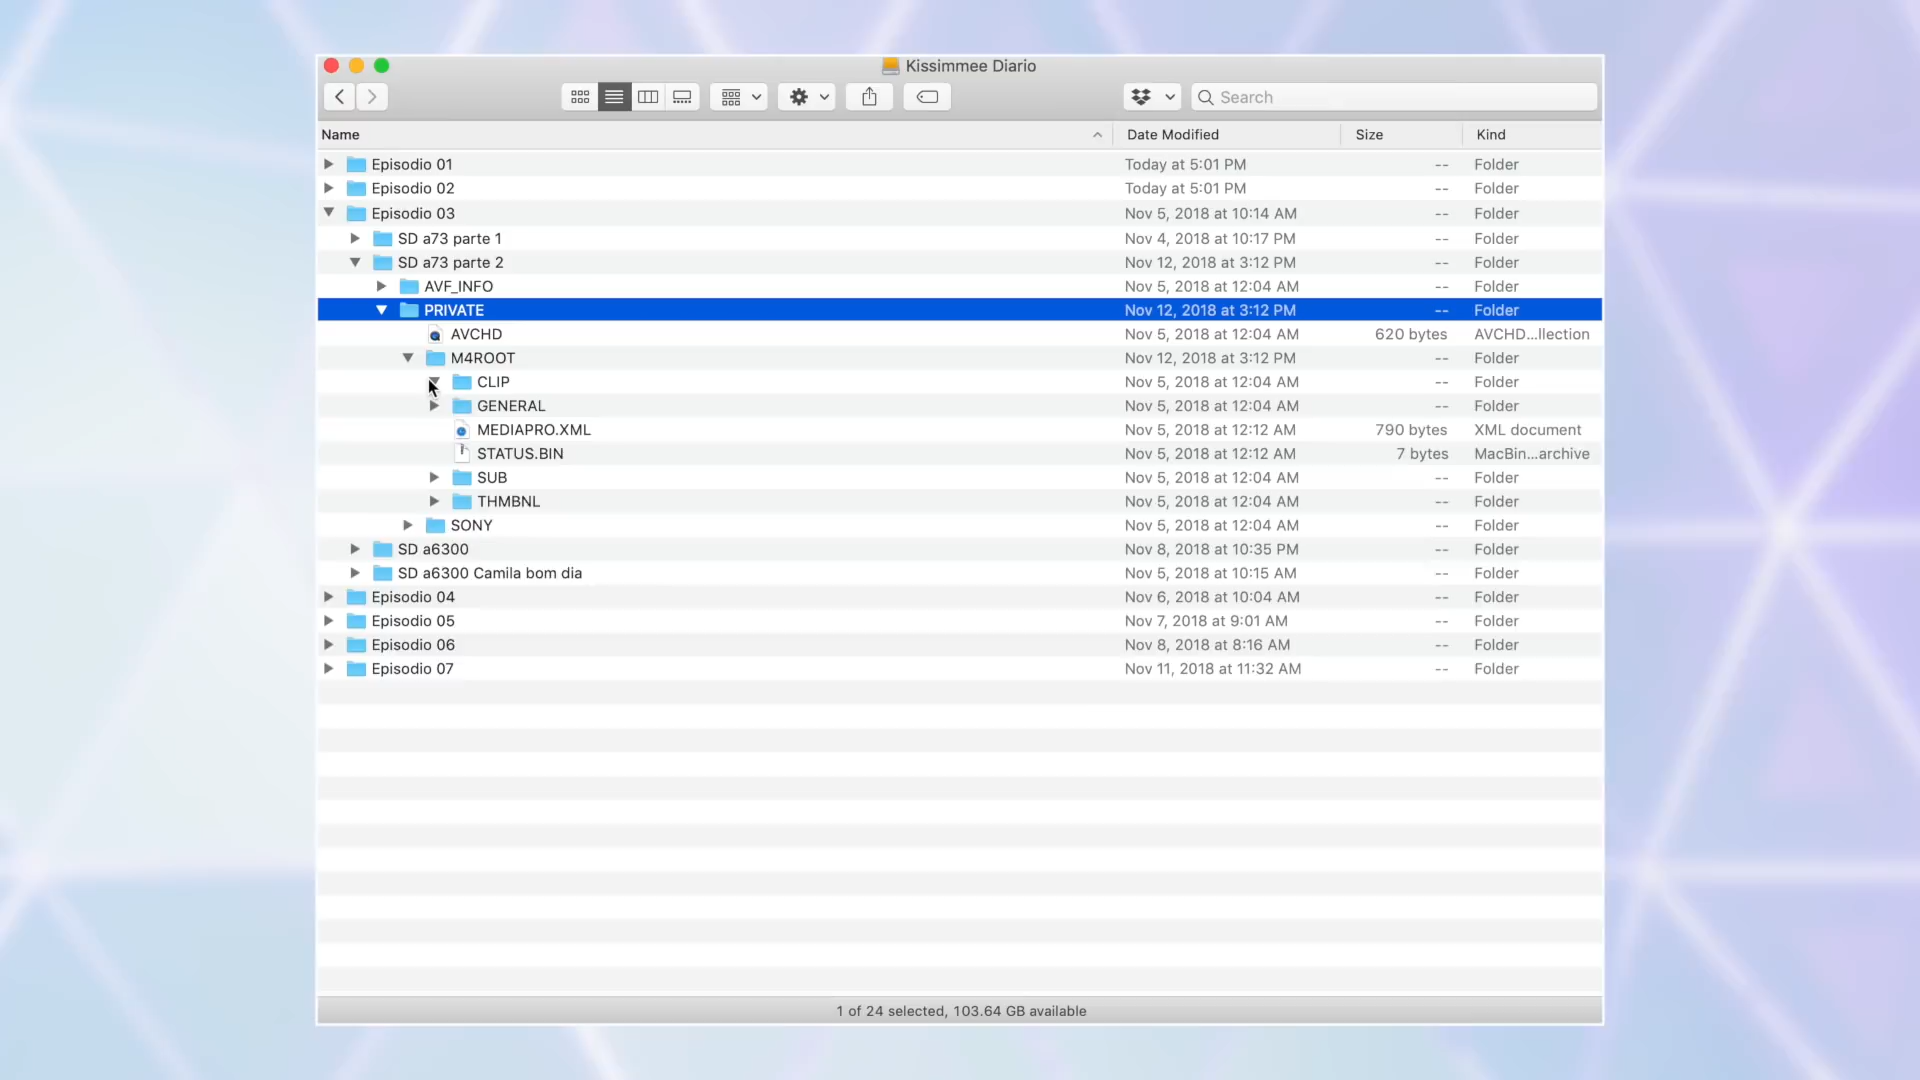 Kissimmee Diario
Search
Name Date Modified Size Kind
Episodio 01 Today at 5:01 PM -- Folder
Episodio 02 Today at 5:01 PM -- Folder
Episodio 03 Nov 5, 2018 at 10:14 AM -- Folder
SD a73 parte 1 Nov 4, 2018 at 10:17 PM -- Folder
SD a73 parte 2 Nov 12, 2018 at 3:12 PM -- Folder
AVF_INFO Nov 5, 2018 at 12:04 AM -- Folder
PRIVATE Nov 12, 2018 at 3:12 PM -- Folder
AVCHD Nov 5, 2018 at 12:04 AM 620 bytes AVCHD...llection
M4ROOT Nov 12, 2018 at 3:12 PM -- Folder
CLIP Nov 5, 2018 at 12:04 AM -- Folder
GENERAL Nov 5, 2018 at 12:04 AM -- Folder
MEDIAPRO.XML Nov 5, 2018 at 12:12 AM 790 bytes XML document
STATUS.BIN Nov 5, 2018 at 12:12 AM 7 bytes MacBin...archive
SUB Nov 5, 2018 at 12:04 AM -- Folder
THMBNL Nov 5, 2018 at 12:04 AM -- Folder
SONY Nov 5, 2018 at 12:04 AM -- Folder
SD a6300 Nov 8, 2018 at 10:35 PM -- Folder
SD a6300 Camila bom dia Nov 5, 2018 at 10:15 AM -- Folder
Episodio 04 Nov 6, 2018 at 10:04 AM -- Folder
Episodio 05 Nov 7, 2018 at 9:01 AM -- Folder
Episodio 06 Nov 8, 2018 at 8:16 AM -- Folder
Episodio 07 Nov 11, 2018 at 11:32 AM -- Folder
1 of 24 selected, 103.64 GB available